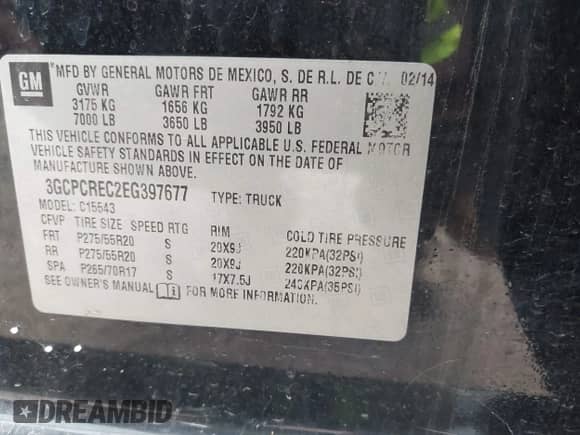 GM
*MFD BY GENERAL MOTORS DE MEXICO, S. DE R.L. DE C 02/14
GVWR GAWR FRT GAWR RR
3175 KG 1656 KG 1792 KG
7000 LB 3650 LB 3950 LB
THIS VEHICLE CONFORMS TO ALL APPLICABLE U.S. FEDERAL MOTOR
VEHICLE SAFETY STANDARDS IN EFFECT ON THE DATE OF
MANUFACTURE SHOWN ABOVE.
3GCPCREC2EG397677 TYPE: TRUCK
MODEL: C15543
CFVP TIRE SIZE SPEED RTG RIM COLD TIRE PRESSURE
FRT P275/55R20 S 20X9J 220KPA(32PSI)
RR P275/55R20 S 20X9J 220KPA(32PSI)
SPA P265/70R17 S 17X7.5J 240KPA(35PSI)
SEE OWNER'S MANUAL FOR MORE INFORMATION.
DREAMBID